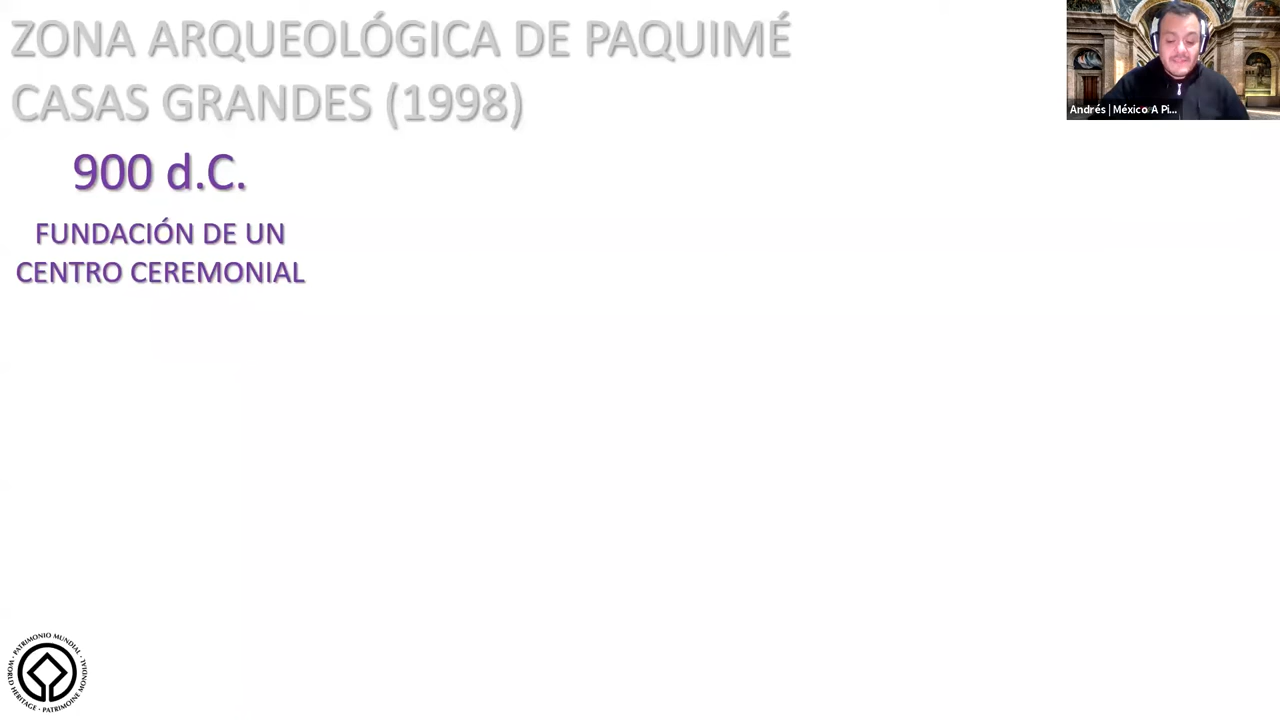 ZONA ARQUEOLÓGICA DE PAQUIMÉ
CASAS GRANDES (1998)
900 d.C.
FUNDACIÓN DE UN
CENTRO CEREMONIAL
Andrés | México A Pi...
PATRIMONIO MUNDIAL • WORLD HERITAGE • PATRIMOINE MONDIAL